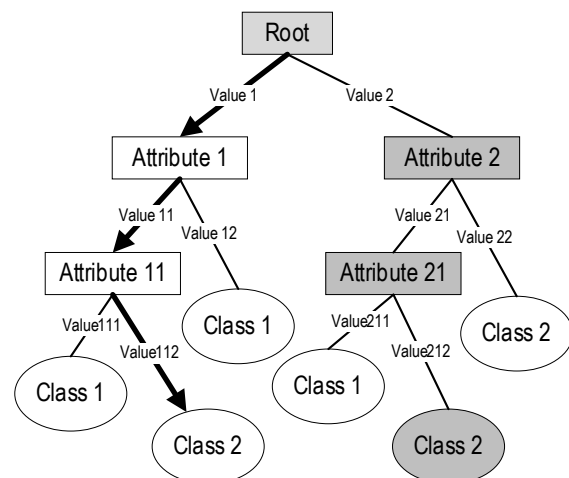 Root
Value 1
Value 2
Attribute 1
Attribute 2
Value 11
Value 12
Value 21
Value 22
Attribute 11
Attribute 21
Class 1
Class 2
Value111
Value112
Value211
Value212
Class 1
Class 1
Class 2
Class 2